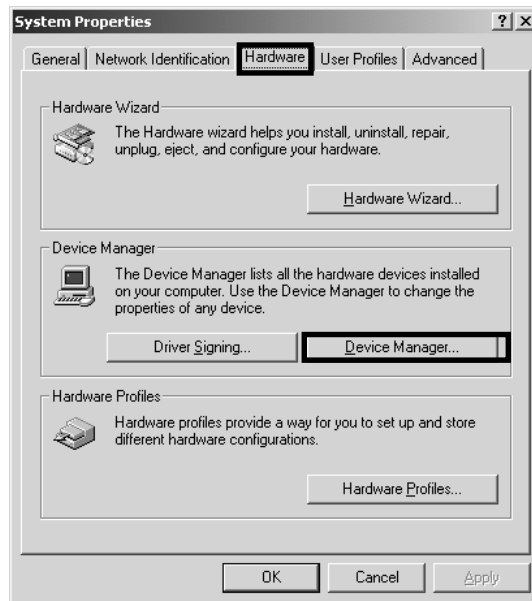 System Properties
? X
General Network Identification Hardware User Profiles Advanced
Hardware Wizard
The Hardware wizard helps you install, uninstall, repair,
unplug, eject, and configure your hardware.
Hardware Wizard...
Device Manager
The Device Manager lists all the hardware devices installed
on your computer. Use the Device Manager to change the
properties of any device.
Driver Signing... Device Manager...
Hardware Profiles
Hardware profiles provide a way for you to set up and store
different hardware configurations.
Hardware Profiles...
OK Cancel Apply